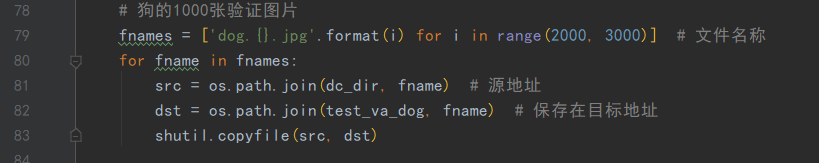 78 # 狗的1000张验证图片
79 fnames = ['dog.{}.jpg'.format(i) for i in range(2000, 3000)]  # 文件名称
80 for fname in fnames:
81     src = os.path.join(dc_dir, fname)  # 源地址
82     dst = os.path.join(test_va_dog, fname)  # 保存在目标地址
83     shutil.copyfile(src, dst)
84